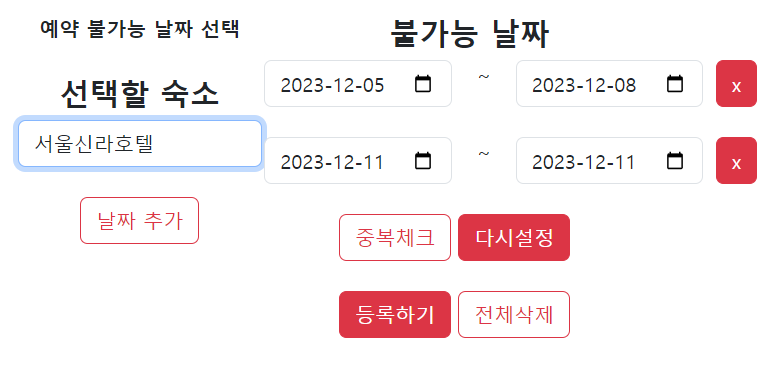 예약 불가능 날짜 선택
선택할 숙소
서울신라호텔
날짜 추가
불가능 날짜
2023-12-05 ~ 2023-12-08 x
2023-12-11 ~ 2023-12-11 x
중복체크 다시설정
등록하기 전체삭제